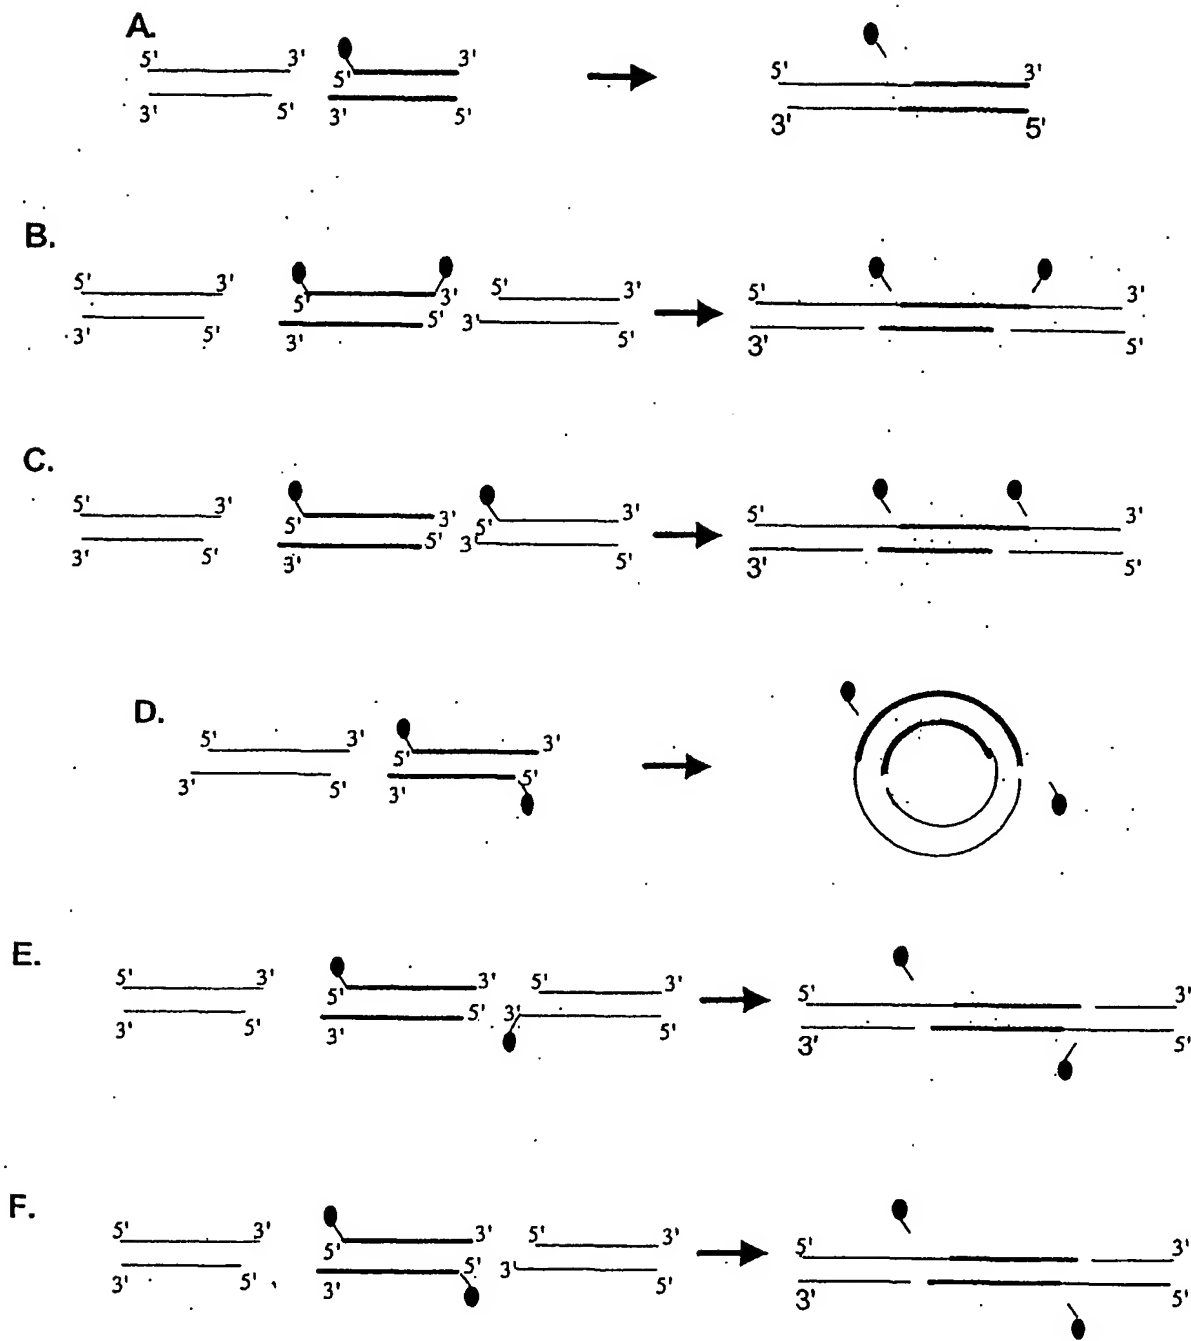 A.
5' 3' 5' 3' 5' 3'
3' 5' 3' 5' 3' 5'
B.
5' 3' 5' 3' 5' 3' 5' 3'
3' 5' 3' 5' 3' 5' 3' 5'
C.
5' 3' 5' 3' 5' 3' 5' 3'
3' 5' 3' 5' 3' 5' 3' 5'
D.
5' 3' 5' 3'
3' 5' 3' 5'
E.
5' 3' 5' 3' 5' 3' 5' 3'
3' 5' 3' 5' 3' 5' 3' 5'
F.
5' 3' 5' 3' 5' 3' 5' 3'
3' 5' 3' 5' 3' 5' 3' 5'